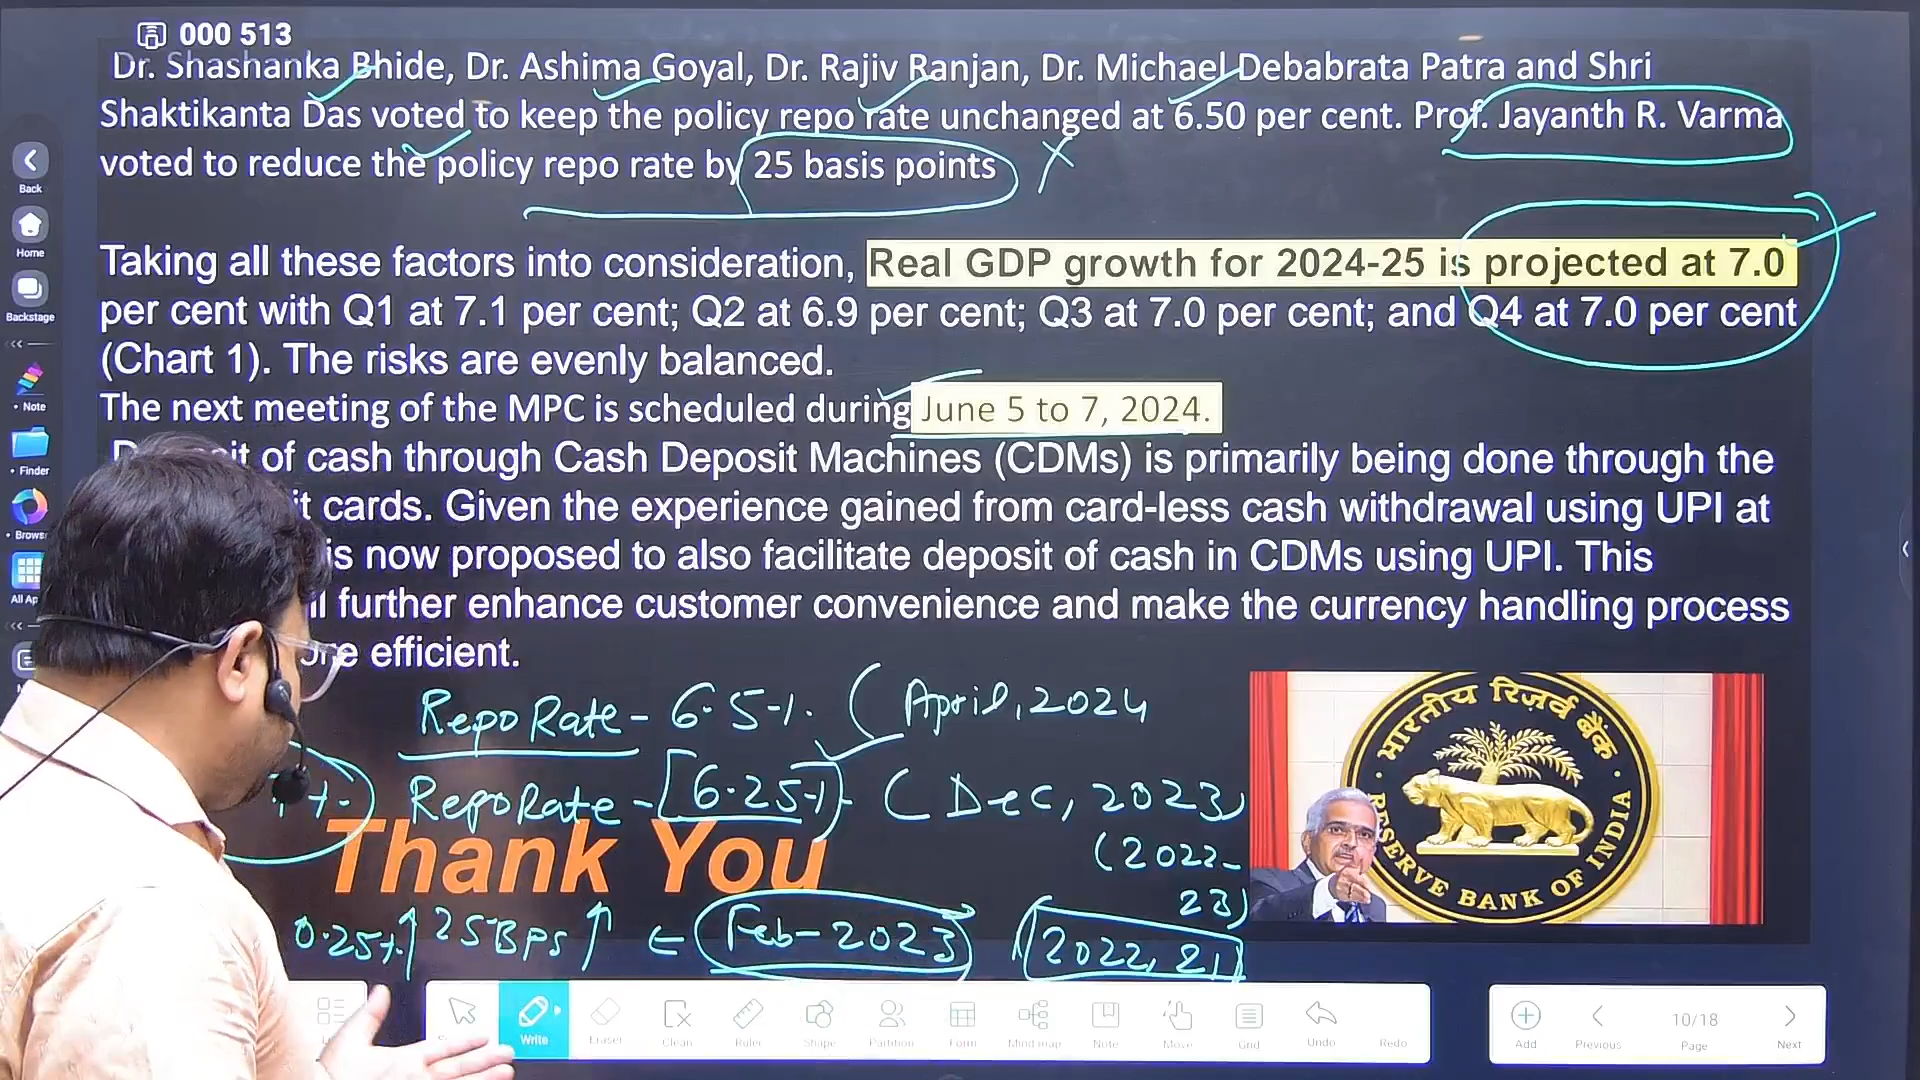 000 513
Dr. Shashanka Bhide, Dr. Ashima Goyal, Dr. Rajiv Ranjan, Dr. Michael Debabrata Patra and Shri
Shaktikanta Das voted to keep the policy repo rate unchanged at 6.50 per cent. Prof. Jayanth R. Varma
voted to reduce the policy repo rate by 25 basis points
Taking all these factors into consideration, Real GDP growth for 2024-25 is projected at 7.0
per cent with Q1 at 7.1 per cent; Q2 at 6.9 per cent; Q3 at 7.0 per cent; and Q4 at 7.0 per cent
(Chart 1). The risks are evenly balanced.
The next meeting of the MPC is scheduled during June 5 to 7, 2024.
of cash through Cash Deposit Machines (CDMs) is primarily being done through the
cards. Given the experience gained from card-less cash withdrawal using UPI at
is now proposed to also facilitate deposit of cash in CDMs using UPI. This
further enhance customer convenience and make the currency handling process
efficient.
Repo Rate - 6.5%. (April, 2024
Repo Rate - [6.25%]- (Dec, 2023)
(2022-
23)
Thank You
0.25%↑ 25BPS ↑ ← (Feb-2023) (2022, 21)
भारतीय रिज़र्व बैंक
RESERVE BANK OF INDIA
Back
Home
Backstage
Note
Finder
Brows
All Ap
Write
Eraser
Clean
Ruler
Shape
Partition
Form
Mind map
Note
Move
Grid
Undo
Redo
Add
Previous
10/18
Page
Next